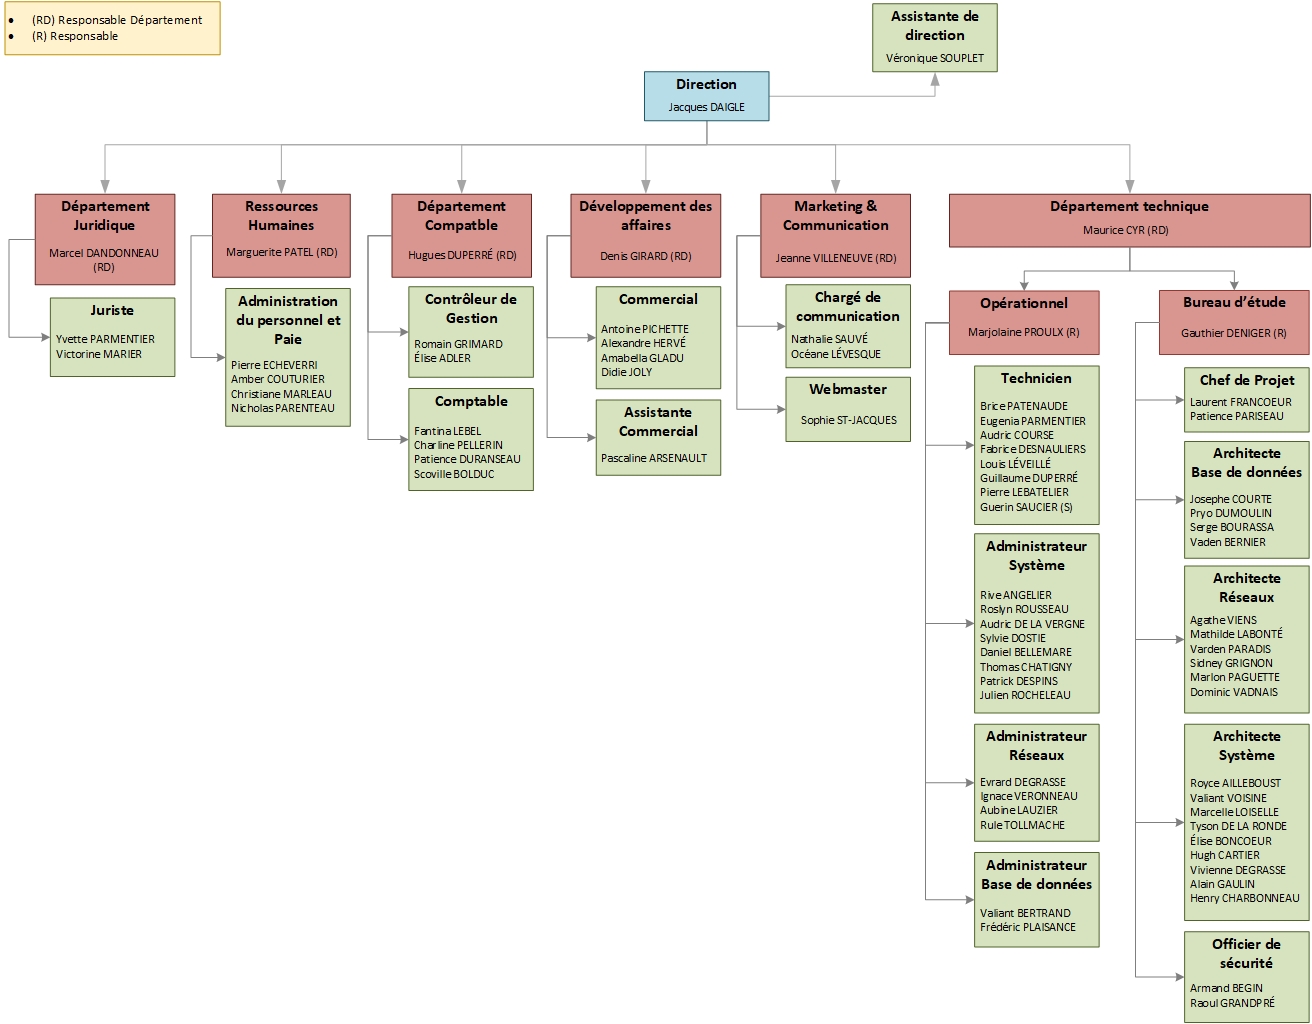 (RD) Responsable Département
(R) Responsable
Assistante de
direction
Véronique SOUPLET
Direction
Jacques DAIGLE
Département
Juridique
Marcel DANDONNEAU
(RD)
Juriste
Yvette PARMENTIER
Victorine MARIER
Ressources
Humaines
Marguerite PATEL (RD)
Administration
du personnel et
Paie
Pierre ECHEVERRI
Amber COUTURIER
Christiane MARLEAU
Nicholas PARENTEAU
Département
Compatble
Hugues DUPERRÉ (RD)
Contrôleur de
Gestion
Romain GRIMARD
Élise ADLER
Comptable
Fantina LEBEL
Charline PELLERIN
Patience DURANSEAU
Scoville BOLDUC
Développement des
affaires
Denis GIRARD (RD)
Commercial
Antoine PICHETTE
Alexandre HERVÉ
Amabella GLADU
Didie JOLY
Assistante
Commercial
Pascaline ARSENAULT
Marketing &
Communication
Jeanne VILLENEUVE (RD)
Chargé de
communication
Nathalie SAUVÉ
Océane LÉVESQUE
Webmaster
Sophie ST-JACQUES
Département technique
Maurice CYR (RD)
Opérationnel
Marjolaine PROULX (R)
Technicien
Brice PATENAUDE
Eugenia PARMENTIER
Audric COURSE
Fabrice DESNAULIERS
Louis LÉVEILLÉ
Guillaume DUPERRÉ
Pierre LEBATELIER
Guerin SAUCIER (S)
Administrateur
Système
Rive ANGELIER
Roslyn ROUSSEAU
Audric DE LA VERGNE
Sylvie DOSTIE
Daniel BELLEMARE
Thomas CHATIGNY
Patrick DESPINS
Julien ROCHELEAU
Administrateur
Réseaux
Evrard DEGRASSE
Ignace VERONNEAU
Aubine LAUZIER
Rule TOLLMACHE
Administrateur
Base de données
Valiant BERTRAND
Frédéric PLAISANCE
Bureau d'étude
Gauthier DENIGER (R)
Chef de Projet
Laurent FRANCOEUR
Patience PARISEAU
Architecte
Base de données
Josephe COURTE
Pryo DUMOULIN
Serge BOURASSA
Vaden BERNIER
Architecte
Réseaux
Agathe VIENS
Mathilde LABONTÉ
Varden PARADIS
Sidney GRIGNON
Marlon PAGUETTE
Dominic VADNAIS
Architecte
Système
Royce AILLEBOUST
Valiant VOISINE
Marcelle LOISELLE
Tyson DE LA RONDE
Élise BONCOEUR
Hugh CARTIER
Vivienne DEGRASSE
Alain GAULIN
Henry CHARBONNEAU
Officier de
sécurité
Armand BEGIN
Raoul GRANDPRÉ